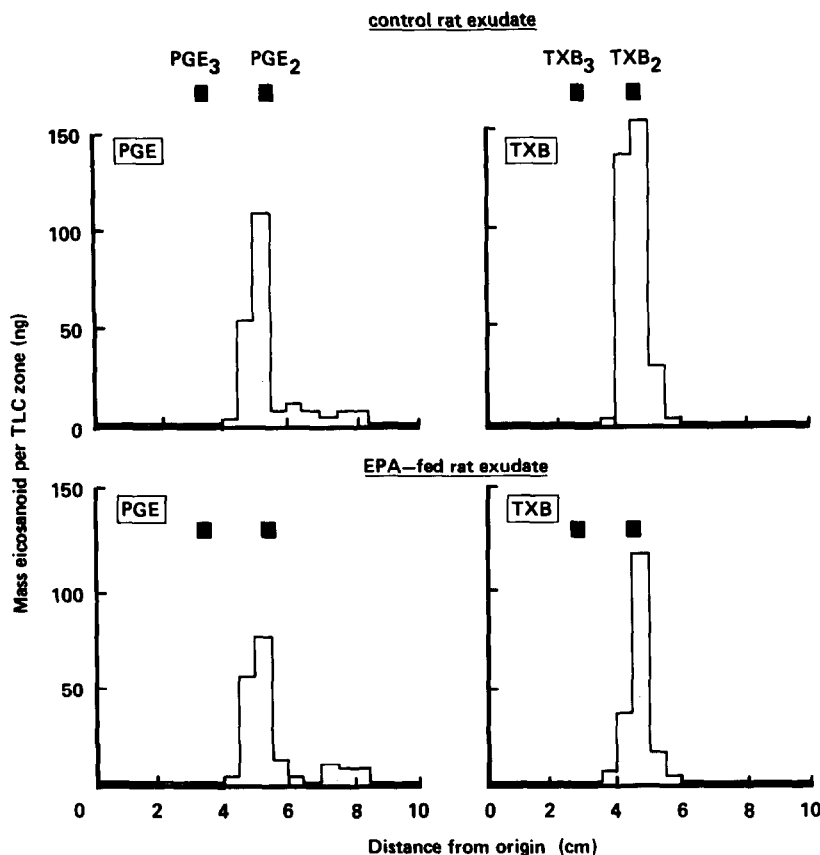 control rat exudate
PGE3 PGE2 TXB3 TXB2
150 PGE TXB
100
50
0
Mass eicosanoid per TLC zone (ng)
EPA—fed rat exudate
150 PGE TXB
100
50
0 2 4 6 8 10 0 2 4 6 8 10
Distance from origin (cm)